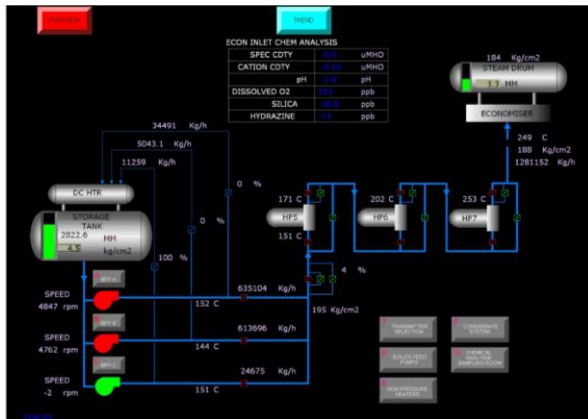 OVERVIEW
TREND
ECON INLET CHEM ANALYSIS
SPEC CDTY uMHO
CATION CDTY uMHO
pH pH
DISSOLVED O2 ppb
SILICA ppb
HYDRAZINE ppb
184 Kg/cm2
STEAM DRUM
MM
ECONOMISER
249 C
188 Kg/cm2
1281152 Kg/h
34491 Kg/h
5043.1 Kg/h
11259 Kg/h
0 %
0 %
100 %
DC HTR
STORAGE
TANK
2822.6 MM
4.5 kg/cm2
171 C
HP5
151 C
202 C
HP6
253 C
HP7
4 %
195 Kg/cm2
BFP A
SPEED
4847 rpm
152 C
635104 Kg/h
BFP B
SPEED
4762 rpm
144 C
613696 Kg/h
BFP C
SPEED
-2 rpm
151 C
24675 Kg/h
TRANSMITTER
SELECTION
CONDENSATE
SYSTEM
BOILER FEED
PUMPS
CHEMICAL
ANALYSIS
SAMPLING ROOM
HIGH PRESSURE
HEATERS